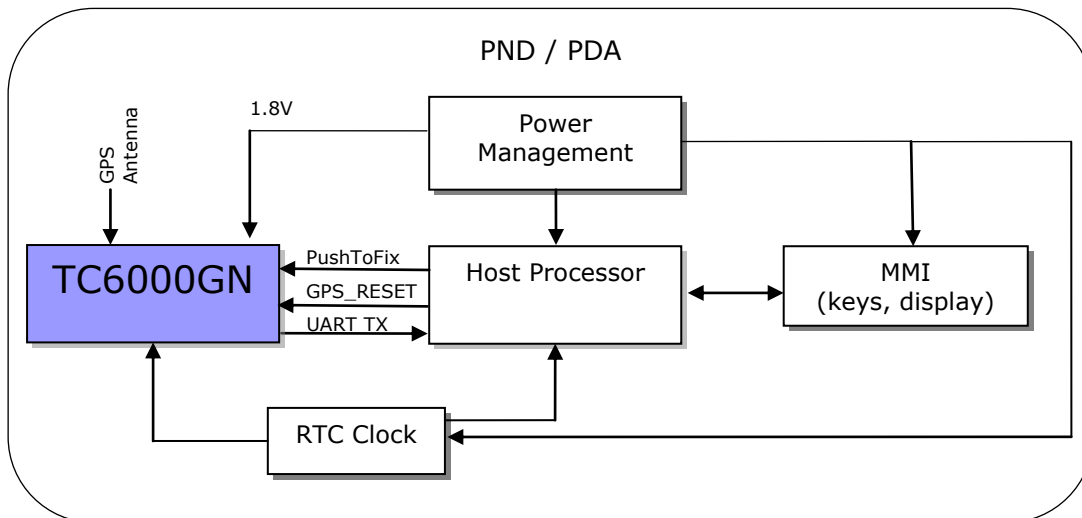 PND / PDA
1.8V
Power
Management
GPS
Antenna
TC6000GN
PushToFix
GPS_RESET
UART TX
Host Processor
MMI
(keys, display)
RTC Clock